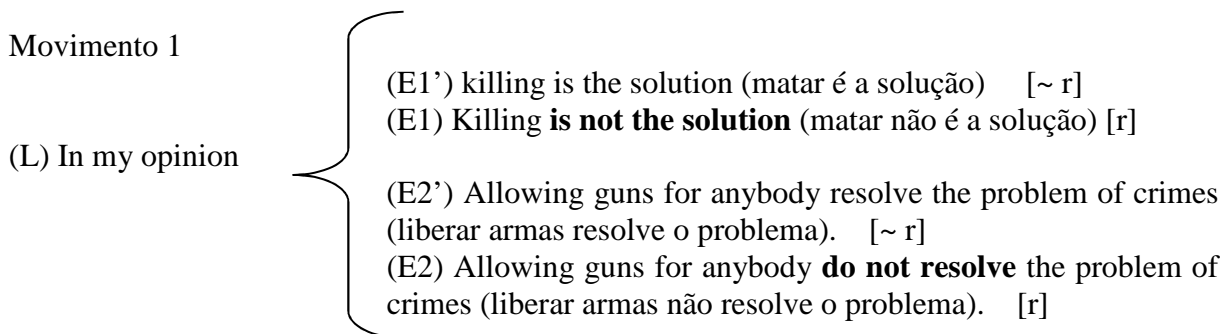 Movimento 1
(E1’) killing is the solution (matar é a solução) [~ r]
(E1) Killing is not the solution (matar não é a solução) [r]
(L) In my opinion
(E2’) Allowing guns for anybody resolve the problem of crimes
(liberar armas resolve o problema). [~ r]
(E2) Allowing guns for anybody do not resolve the problem of
crimes (liberar armas não resolve o problema). [r]